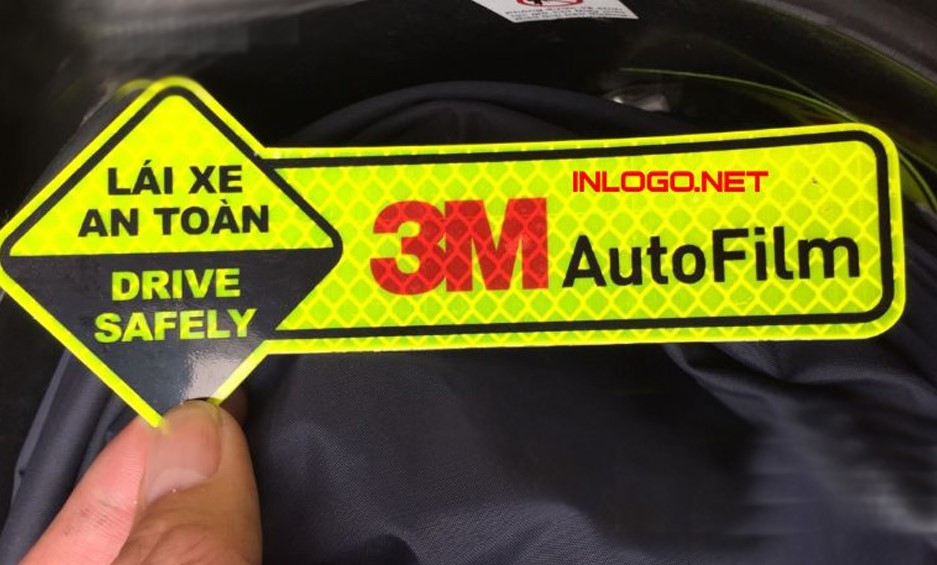 LÁI XE
AN TOÀN
DRIVE
SAFELY
INLOGO.NET
3M AutoFilm